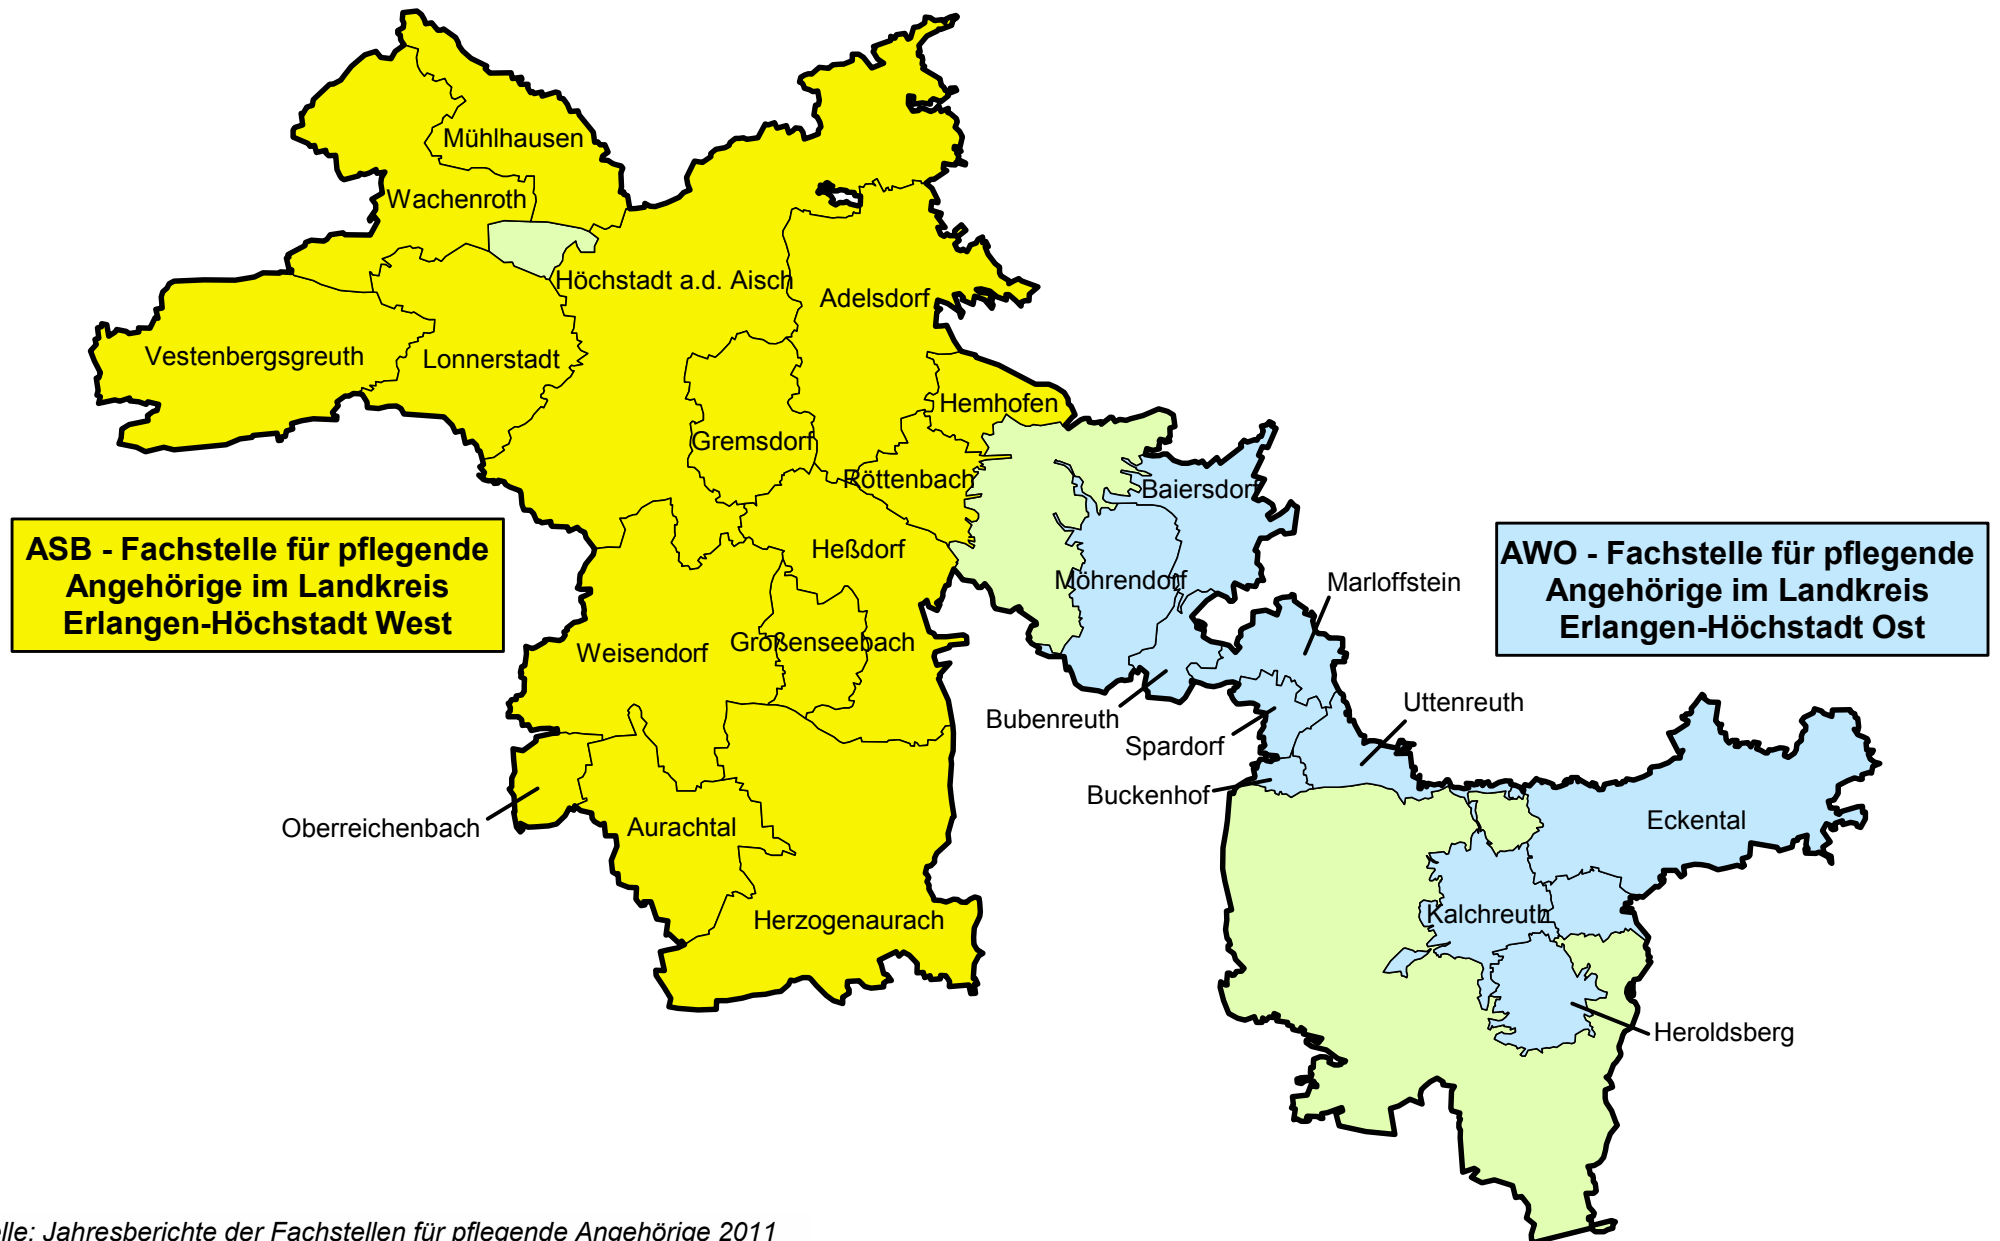 Mühlhausen
Wachenroth
Höchstadt a.d. Aisch
Adelsdorf
Vestenbergsgreuth
Lonnerstadt
Hemhofen
Gremsdorf
Röttenbach
Baiersdorf
ASB - Fachstelle für pflegende
Angehörige im Landkreis
Erlangen-Höchstadt West
Heßdorf
Möhrendorf
Marloffstein
AWO - Fachstelle für pflegende
Angehörige im Landkreis
Erlangen-Höchstadt Ost
Weisendorf
Großenseebach
Bubenreuth
Uttenreuth
Spardorf
Buckenhof
Oberreichenbach
Aurachtal
Eckental
Herzogenaurach
Kalchreuth
Heroldsberg
elle: Jahresberichte der Fachstellen für pflegende Angehörige 2011